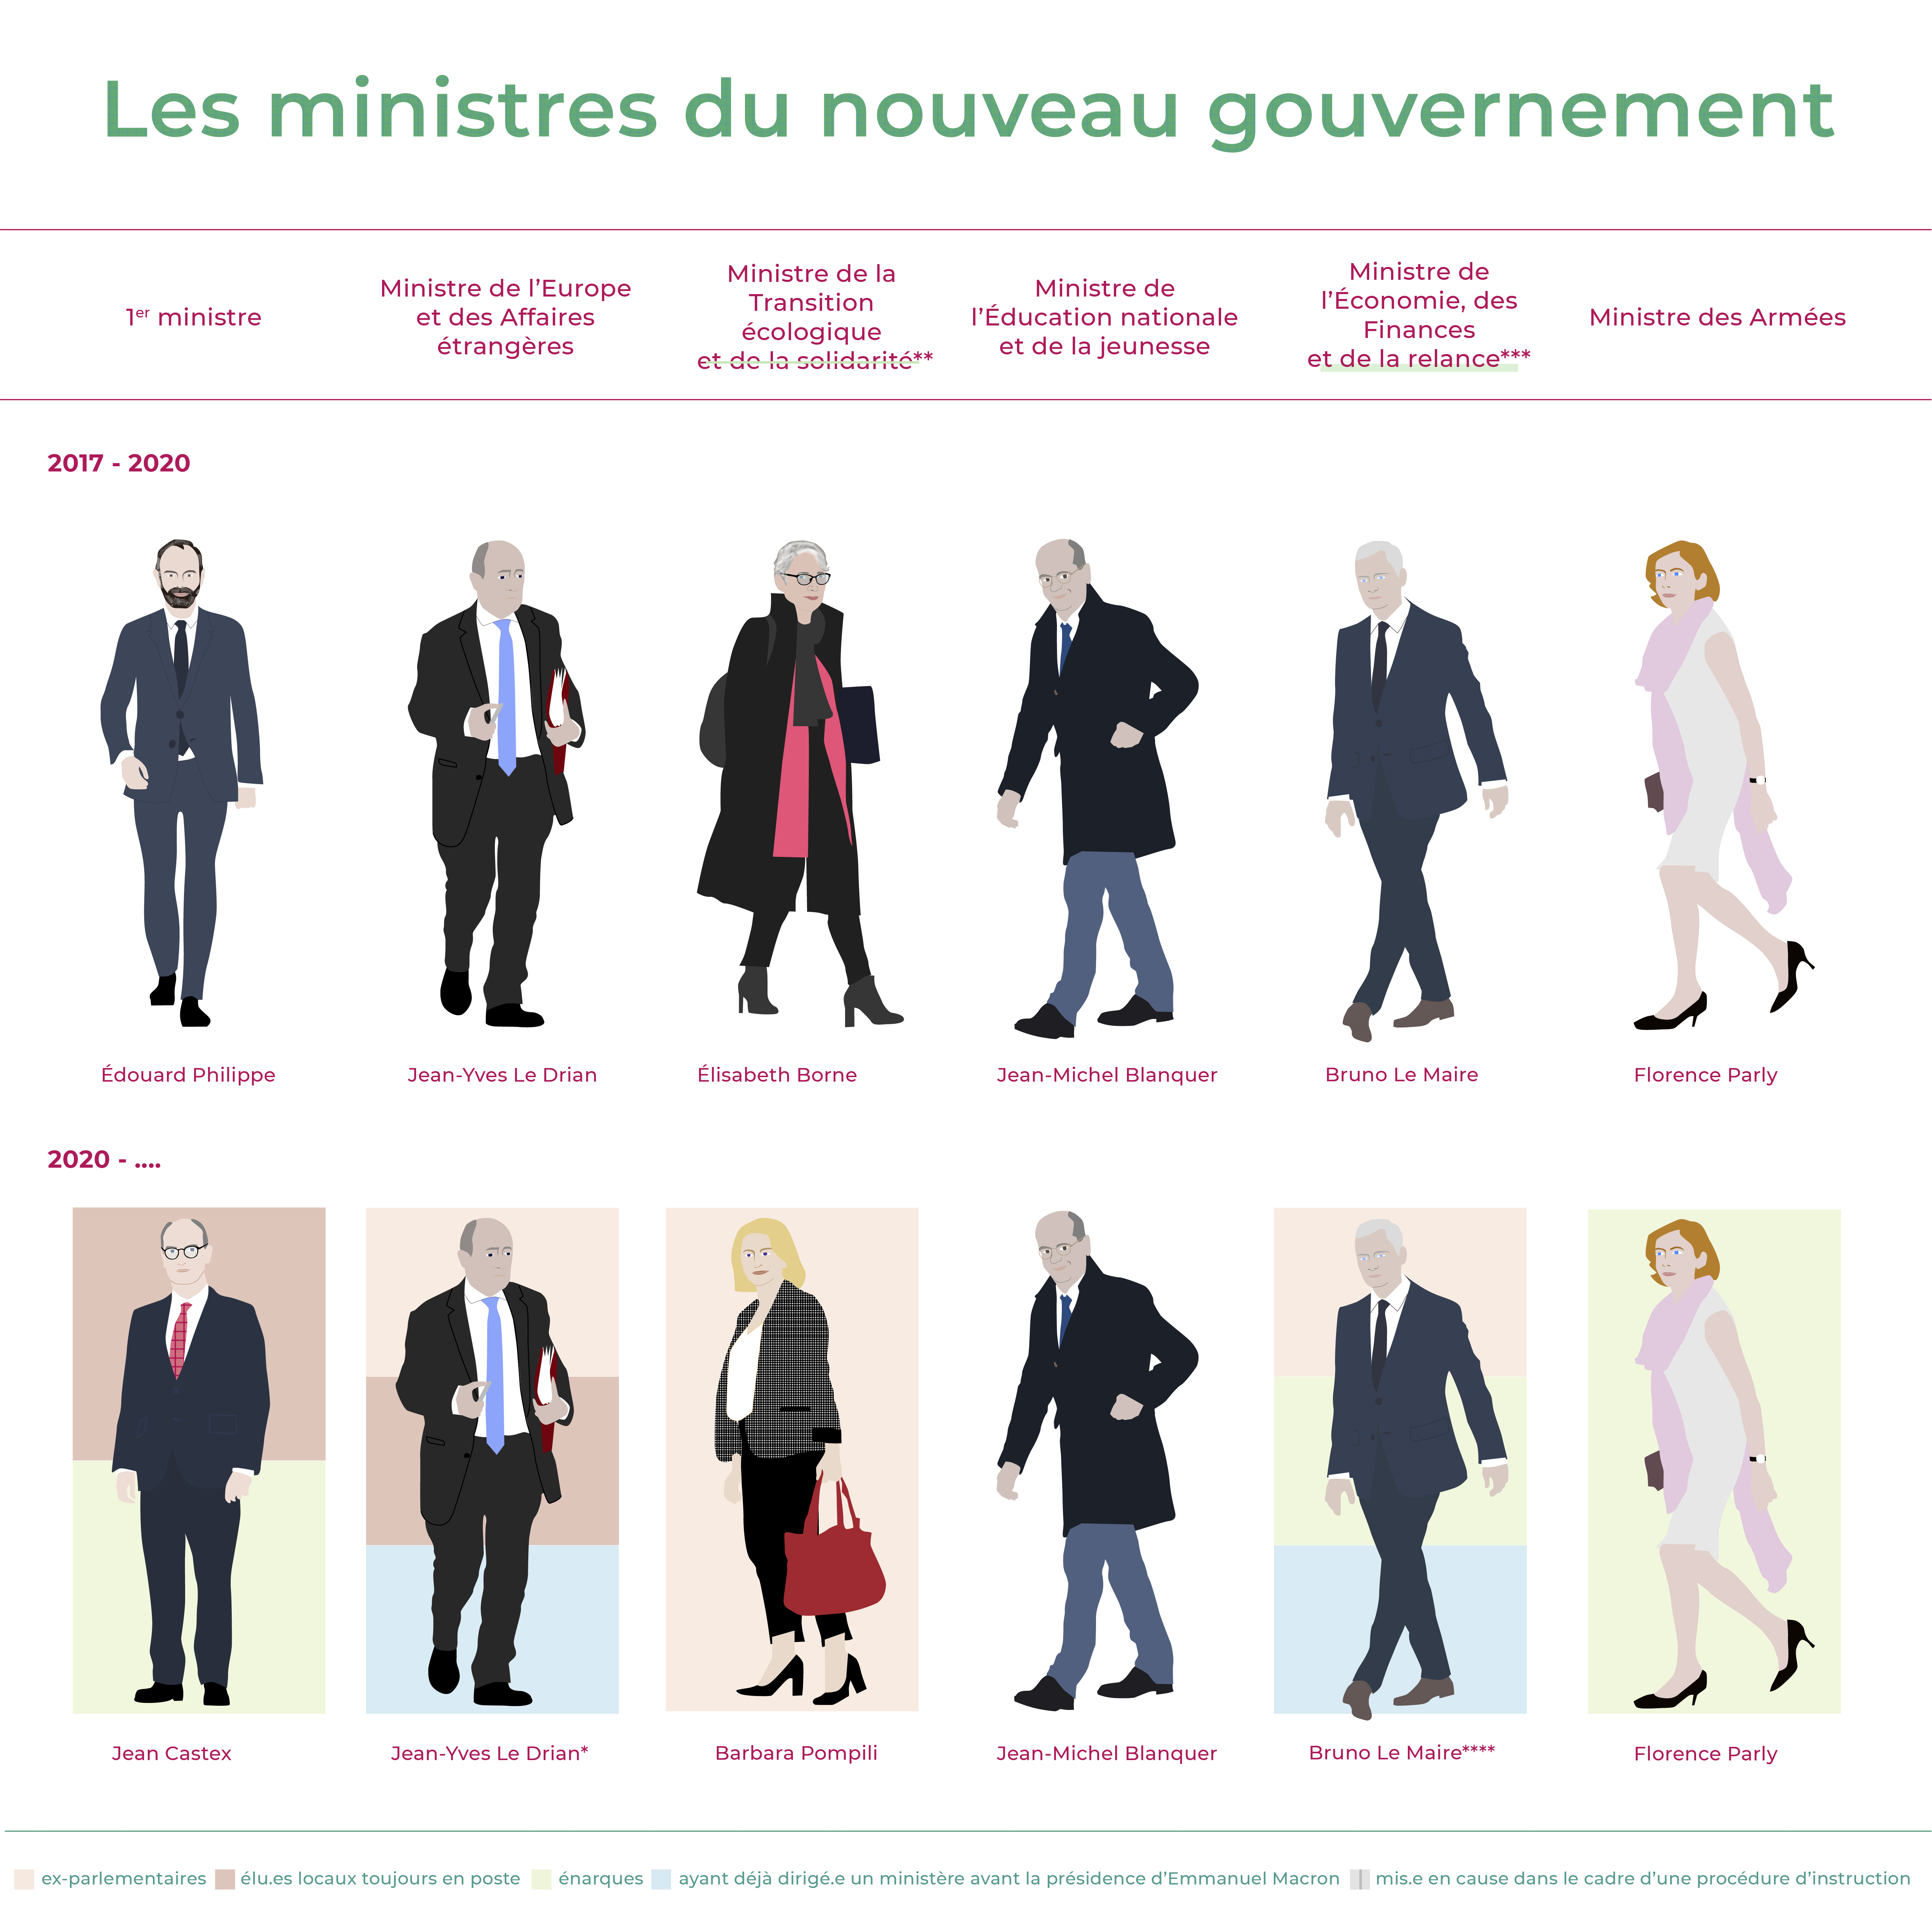 Les ministres du nouveau gouvernement
1er ministre
Ministre de l’Europe
et des Affaires
étrangères
Ministre de la
Transition
écologique
et de la solidarité**
Ministre de
l’Éducation nationale
et de la jeunesse
Ministre de
l’Économie, des
Finances
et de la relance***
Ministre des Armées
2017 - 2020
Édouard Philippe
Jean-Yves Le Drian
Élisabeth Borne
Jean-Michel Blanquer
Bruno Le Maire
Florence Parly
2020 - ....
Jean Castex
Jean-Yves Le Drian*
Barbara Pompili
Jean-Michel Blanquer
Bruno Le Maire****
Florence Parly
ex-parlementaires
élu.es locaux toujours en poste
énarques
ayant déjà dirigé.e un ministère avant la présidence d’Emmanuel Macron
mis.e en cause dans le cadre d’une procédure d’instruction